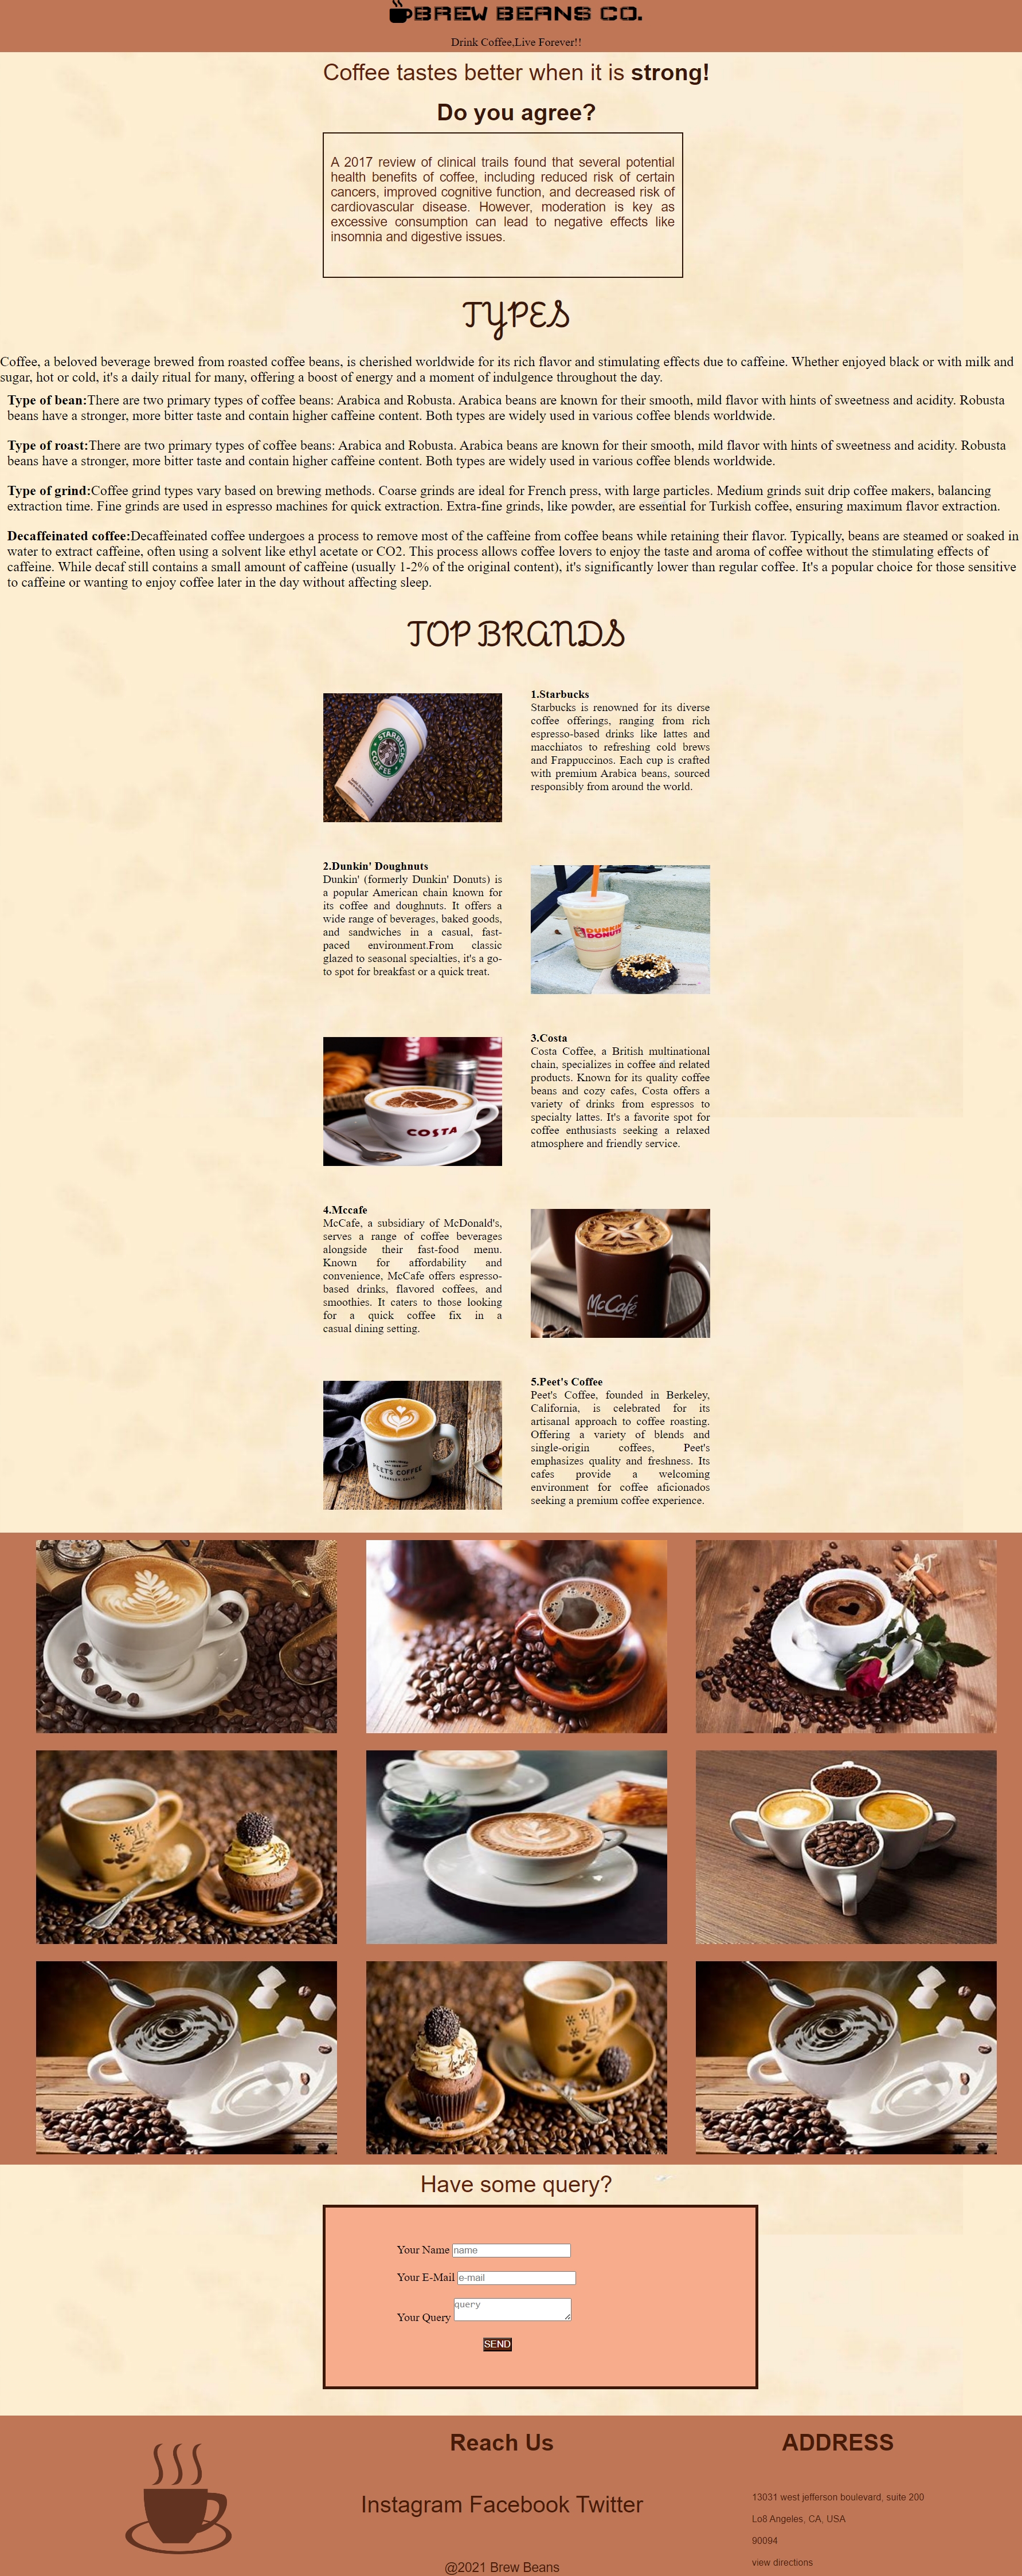 BREW BEANS CO.
Drink Coffee,Live Forever!!
Coffee tastes better when it is strong!
Do you agree?
A 2017 review of clinical trails found that several potential
health benefits of coffee, including reduced risk of certain
cancers, improved cognitive function, and decreased risk of
cardiovascular disease. However, moderation is key as
excessive consumption can lead to negative effects like
insomnia and digestive issues.
TYPES
Coffee, a beloved beverage brewed from roasted coffee beans, is cherished worldwide for its rich flavor and stimulating effects due to caffeine. Whether enjoyed black or with milk and
sugar, hot or cold, it's a daily ritual for many, offering a boost of energy and a moment of indulgence throughout the day.
Type of bean:There are two primary types of coffee beans: Arabica and Robusta. Arabica beans are known for their smooth, mild flavor with hints of sweetness and acidity. Robusta
beans have a stronger, more bitter taste and contain higher caffeine content. Both types are widely used in various coffee blends worldwide.
Type of roast:There are two primary types of coffee beans: Arabica and Robusta. Arabica beans are known for their smooth, mild flavor with hints of sweetness and acidity. Robusta
beans have a stronger, more bitter taste and contain higher caffeine content. Both types are widely used in various coffee blends worldwide.
Type of grind:Coffee grind types vary based on brewing methods. Coarse grinds are ideal for French press, with large particles. Medium grinds suit drip coffee makers, balancing
extraction time. Fine grinds are used in espresso machines for quick extraction. Extra-fine grinds, like powder, are essential for Turkish coffee, ensuring maximum flavor extraction.
Decaffeinated coffee:Decaffeinated coffee undergoes a process to remove most of the caffeine from coffee beans while retaining their flavor. Typically, beans are steamed or soaked in
water to extract caffeine, often using a solvent like ethyl acetate or CO2. This process allows coffee lovers to enjoy the taste and aroma of coffee without the stimulating effects of
caffeine. While decaf still contains a small amount of caffeine (usually 1-2% of the original content), it's significantly lower than regular coffee. It's a popular choice for those sensitive
to caffeine or wanting to enjoy coffee later in the day without affecting sleep.
TOP BRANDS
STARBUCKS
COFFEE
1.Starbucks
Starbucks is renowned for its diverse
coffee offerings, ranging from rich
espresso-based drinks like lattes and
macchiatos to refreshing cold brews
and Frappuccinos. Each cup is crafted
with premium Arabica beans, sourced
responsibly from around the world.
2.Dunkin' Doughnuts
Dunkin' (formerly Dunkin' Donuts) is
a popular American chain known for
its coffee and doughnuts. It offers a
wide range of beverages, baked goods,
and sandwiches in a casual, fast-
paced environment.From classic
glazed to seasonal specialties, it's a go-
to spot for breakfast or a quick treat.
DUNKIN'
DONUTS
COSTA
3.Costa
Costa Coffee, a British multinational
chain, specializes in coffee and related
products. Known for its quality coffee
beans and cozy cafes, Costa offers a
variety of drinks from espressos to
specialty lattes. It's a favorite spot for
coffee enthusiasts seeking a relaxed
atmosphere and friendly service.
4.Mccafe
McCafe, a subsidiary of McDonald's,
serves a range of coffee beverages
alongside their fast-food menu.
Known for affordability and
convenience, McCafe offers espresso-
based drinks, flavored coffees, and
smoothies. It caters to those looking
for a quick coffee fix in a
casual dining setting.
McCafé
PEETS COFFEE
5.Peet's Coffee
Peet's Coffee, founded in Berkeley,
California, is celebrated for its
artisanal approach to coffee roasting.
Offering a variety of blends and
single-origin coffees, Peet's
emphasizes quality and freshness. Its
cafes provide a welcoming
environment for coffee aficionados
seeking a premium coffee experience.
Have some query?
Your Name name
Your E-Mail e-mail
Your Query query
SEND
Reach Us
Instagram Facebook Twitter
@2021 Brew Beans
ADDRESS
13031 west jefferson boulevard, suite 200
Lo8 Angeles, CA, USA
90094
view directions